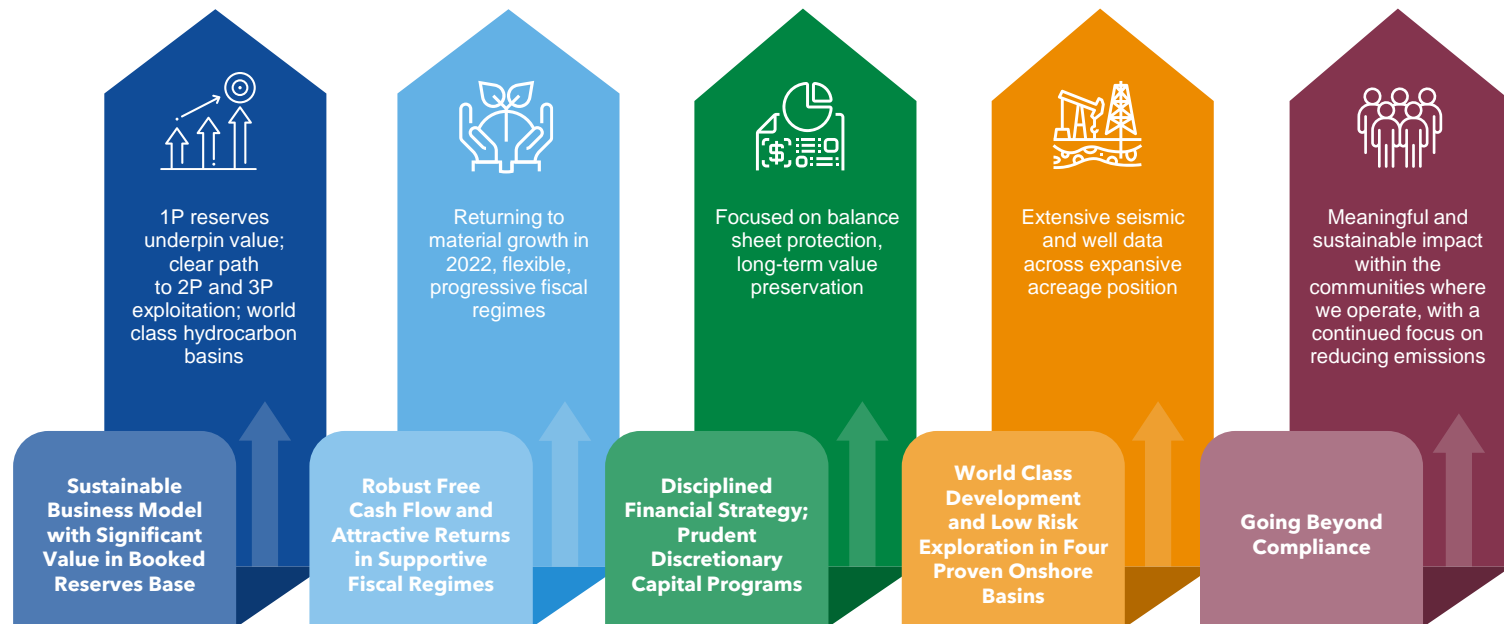 1P reserves
underpin value;
clear path
to 2P and 3P
exploitation; world
class hydrocarbon
basins
Sustainable
Business Model
with Significant
Value in Booked
Reserves Base
Returning to
material growth in
2022, flexible,
progressive fiscal
regimes
Robust Free
Cash Flow and
Attractive Returns
in Supportive
Fiscal Regimes
$
Focused on balance
sheet protection,
long-term value
preservation
Disciplined
Financial Strategy;
Prudent
Discretionary
Capital Programs
Extensive seismic
and well data
across expansive
acreage position
World Class
Development
and Low Risk
Exploration in Four
Proven Onshore
Basins
Meaningful and
sustainable impact
within the
communities where
we operate, with a
continued focus on
reducing emissions
Going Beyond
Compliance